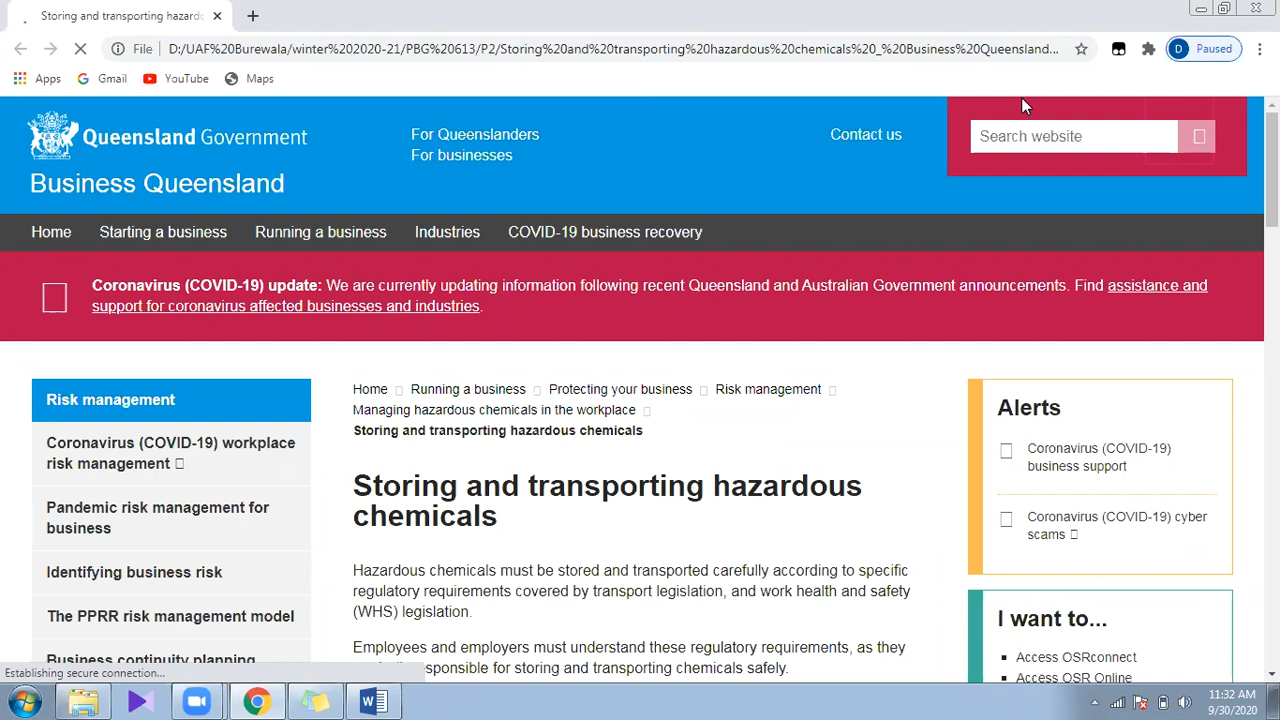 Storing and transporting hazard
File
D:/UAF%20Burewala/winter%202020-21/PBG%20613/P2/Storing%20and%20transporting%20hazardous%20chemicals%20_%20Business%20Queensland...
D
Paused
Apps
Gmail
YouTube
Maps
Queensland Government
For Queenslanders
For businesses
Contact us
Search website
Business Queensland
Home
Starting a business
Running a business
Industries
COVID-19 business recovery
Coronavirus (COVID-19) update: We are currently updating information following recent Queensland and Australian Government announcements. Find assistance and
support for coronavirus affected businesses and industries.
Risk management
Coronavirus (COVID-19) workplace
risk management
Pandemic risk management for
business
Identifying business risk
The PPRR risk management model
Business continuity planning
Home
Running a business
Protecting your business
Risk management
Managing hazardous chemicals in the workplace
Storing and transporting hazardous chemicals
Storing and transporting hazardous
chemicals
Hazardous chemicals must be stored and transported carefully according to specific
regulatory requirements covered by transport legislation, and work health and safety
(WHS) legislation.
Employees and employers must understand these regulatory requirements, as they
responsible for storing and transporting chemicals safely.
Alerts
Coronavirus (COVID-19)
business support
Coronavirus (COVID-19) cyber
scams
I want to...
Access OSRconnect
Access OSR Online
Establishing secure connection...
11:32 AM
9/30/2020